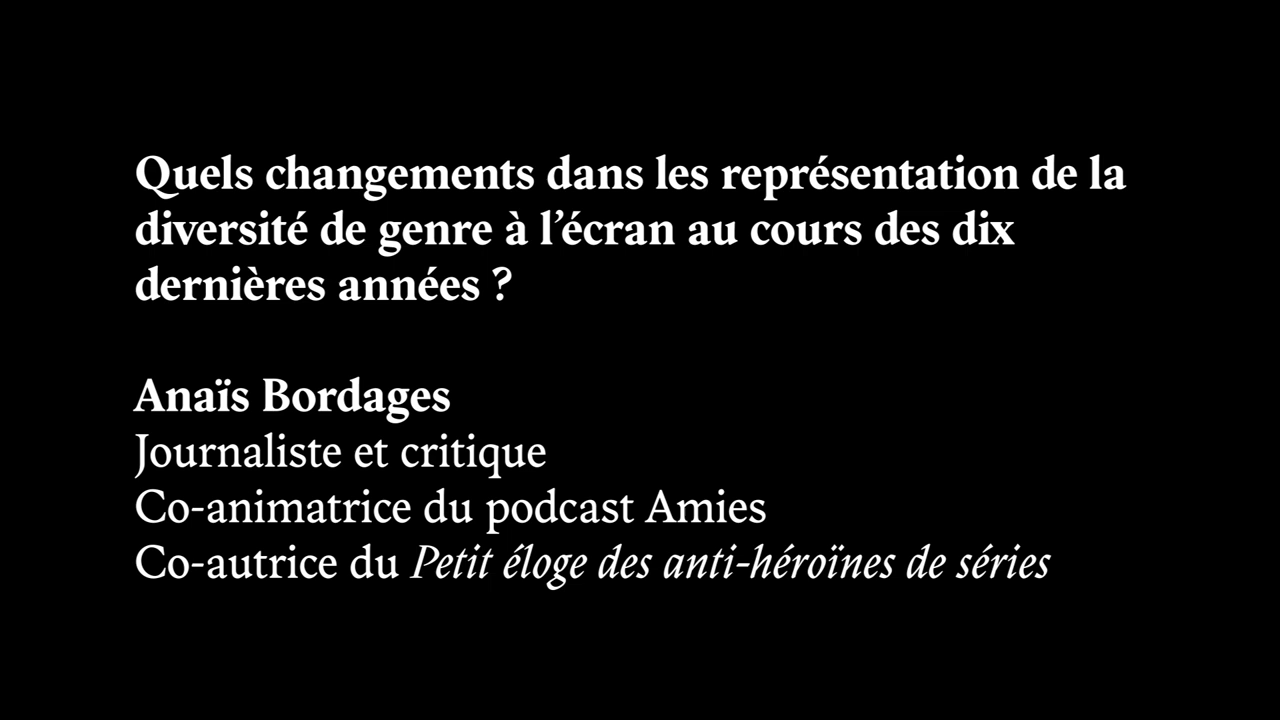 Quels changements dans les représentation de la
diversité de genre à l’écran au cours des dix
dernières années ?
Anaïs Bordages
Journaliste et critique
Co-animatrice du podcast Amies
Co-autrice du Petit éloge des anti-héroïnes de séries